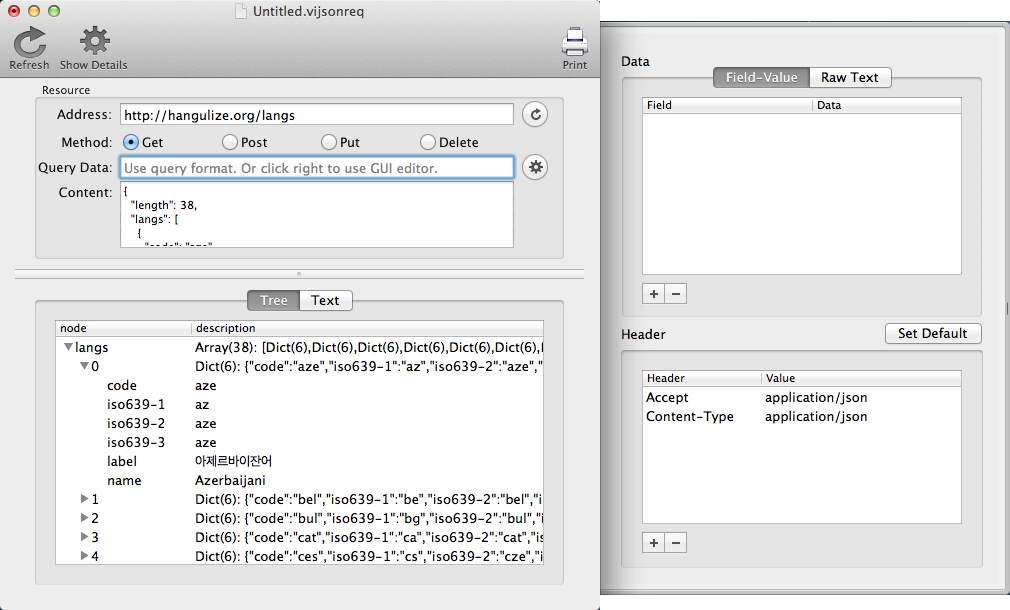 Untitled.vijsonreq
Refresh
Show Details
Print
Resource
Address: http://hangulize.org/langs
Method: Get Post Put Delete
Query Data: Use query format. Or click right to use GUI editor.
Content: {
"length": 38,
"langs": [
{
"code": "aze"
Tree Text
node description
langs Array(38): [Dict(6),Dict(6),Dict(6),Dict(6),Dict(6),Dict(6),Dict(6),
0 Dict(6): {"code":"aze","iso639-1":"az","iso639-2":"aze","
code aze
iso639-1 az
iso639-2 aze
iso639-3 aze
label 아제르바이잔어
name Azerbaijani
1 Dict(6): {"code":"bel","iso639-1":"be","iso639-2":"bel","i
2 Dict(6): {"code":"bul","iso639-1":"bg","iso639-2":"bul","i
3 Dict(6): {"code":"cat","iso639-1":"ca","iso639-2":"cat","is
4 Dict(6): {"code":"ces","iso639-1":"cs","iso639-2":"cze","i
Data
Field-Value Raw Text
Field Data
+ −
Header Set Default
Header Value
Accept application/json
Content-Type application/json
+ −